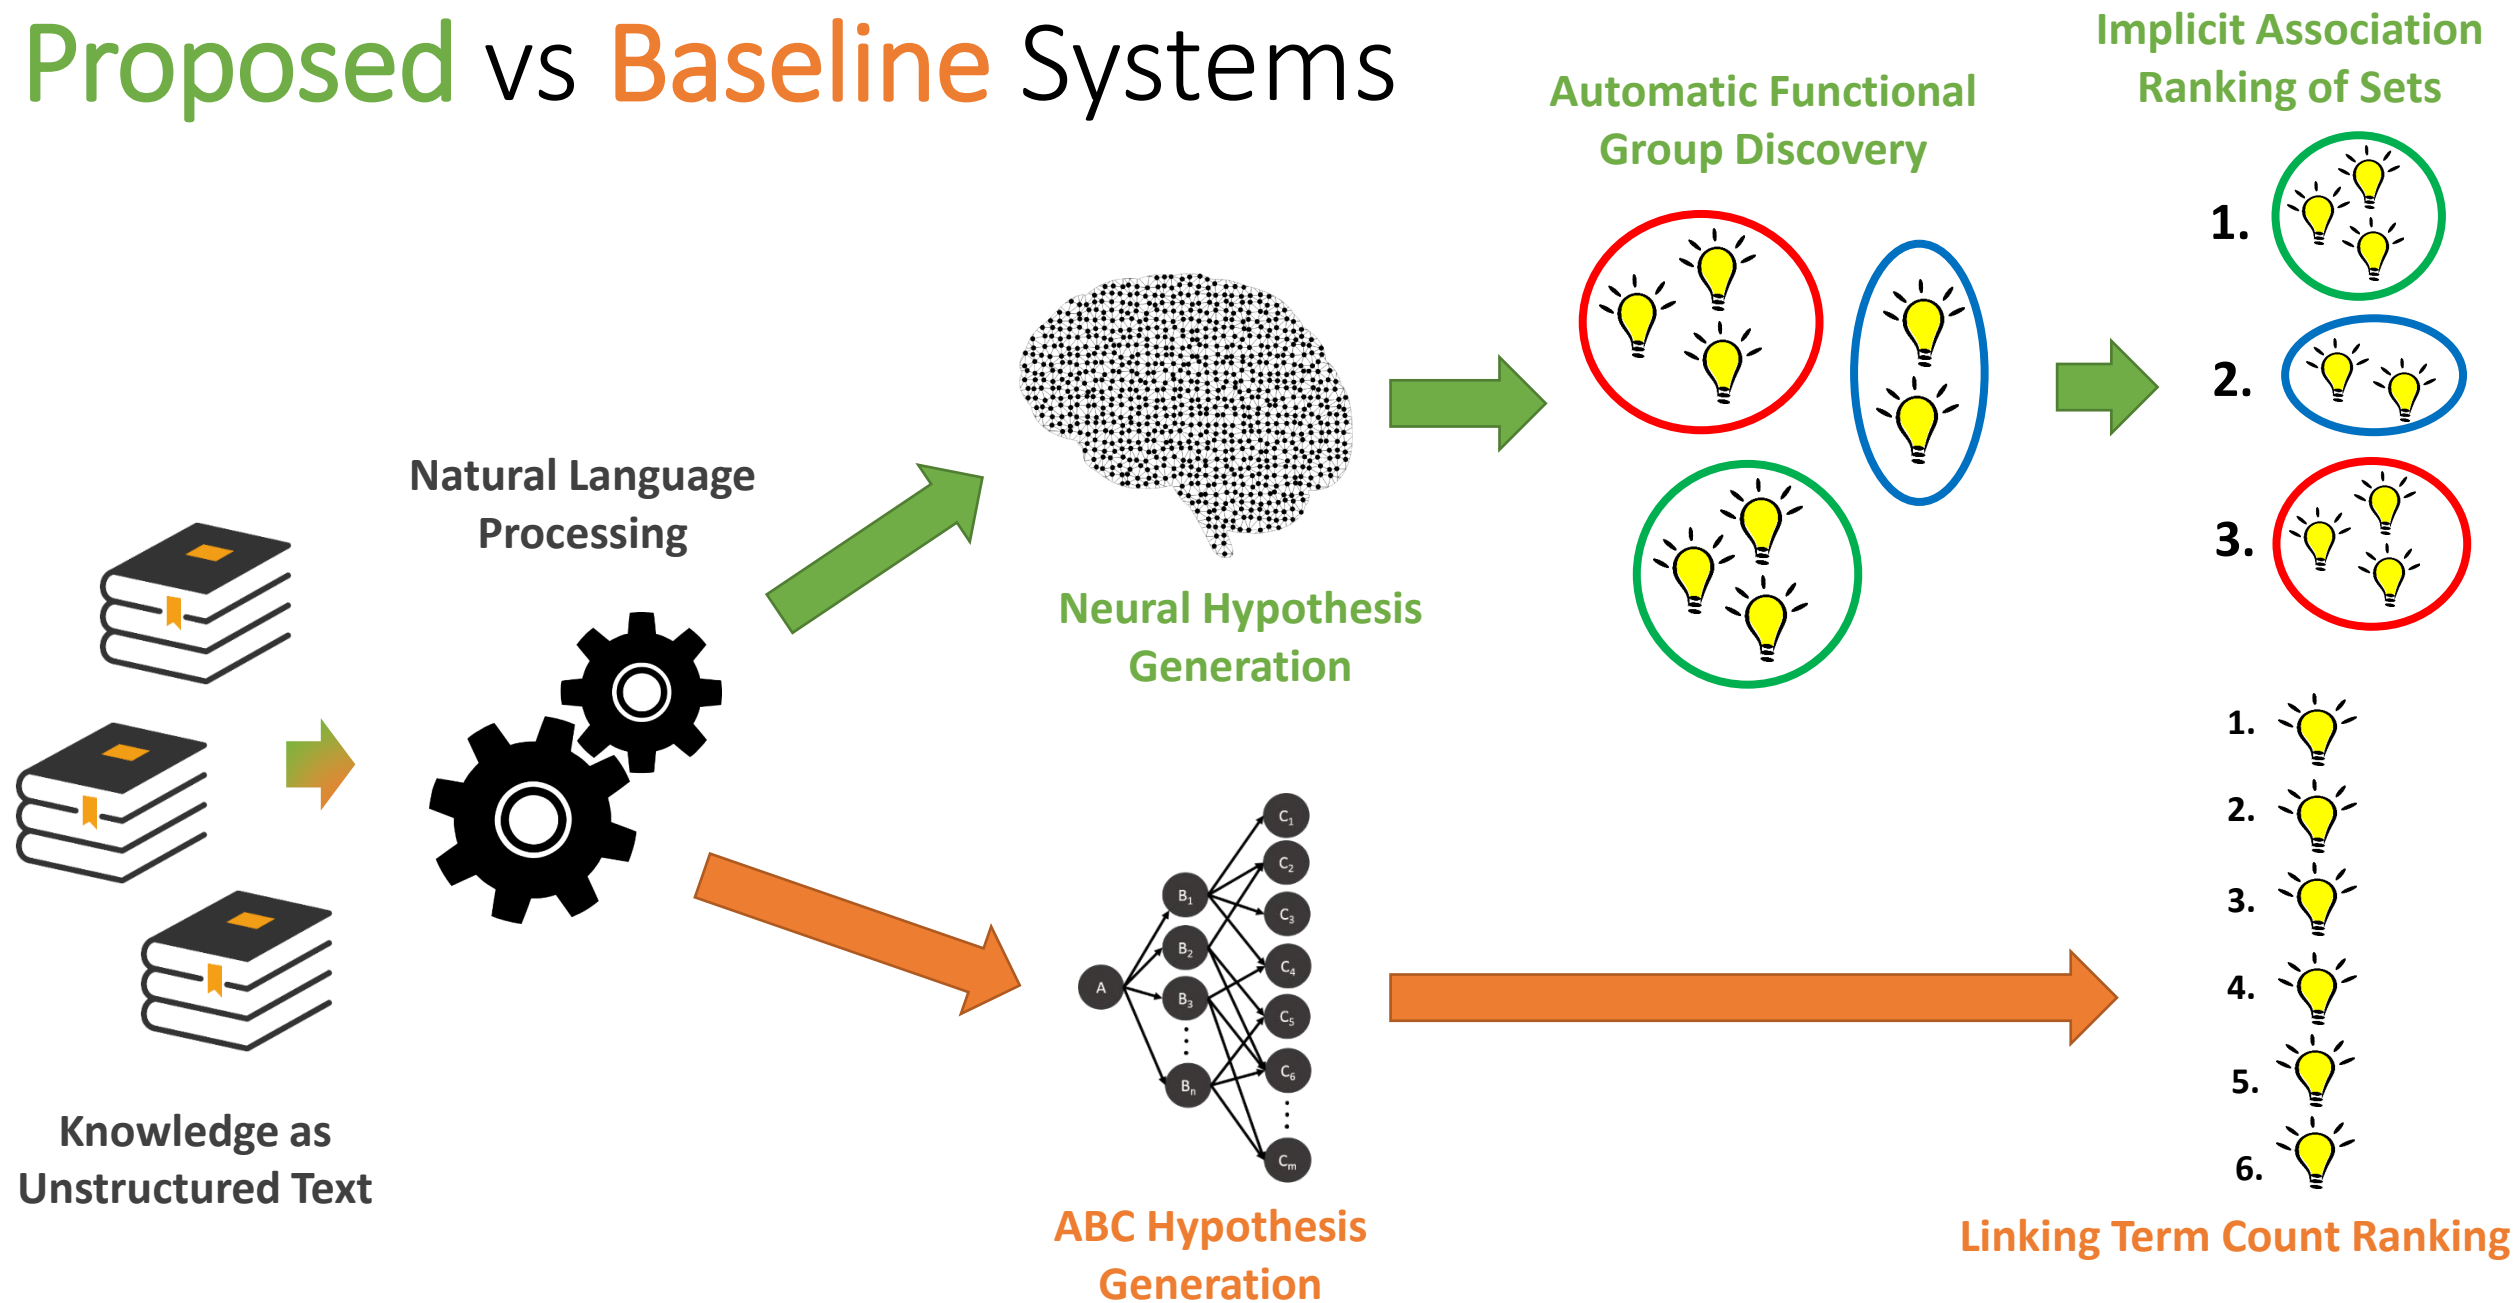 Proposed vs Baseline Systems
Automatic Functional
Group Discovery
Implicit Association
Ranking of Sets
1.
2.
3.
Natural Language
Processing
Neural Hypothesis
Generation
Knowledge as
Unstructured Text
A
B1
B2
B3
Bn
C1
C2
C3
C4
C5
C6
Cm
ABC Hypothesis
Generation
1.
2.
3.
4.
5.
6.
Linking Term Count Ranking